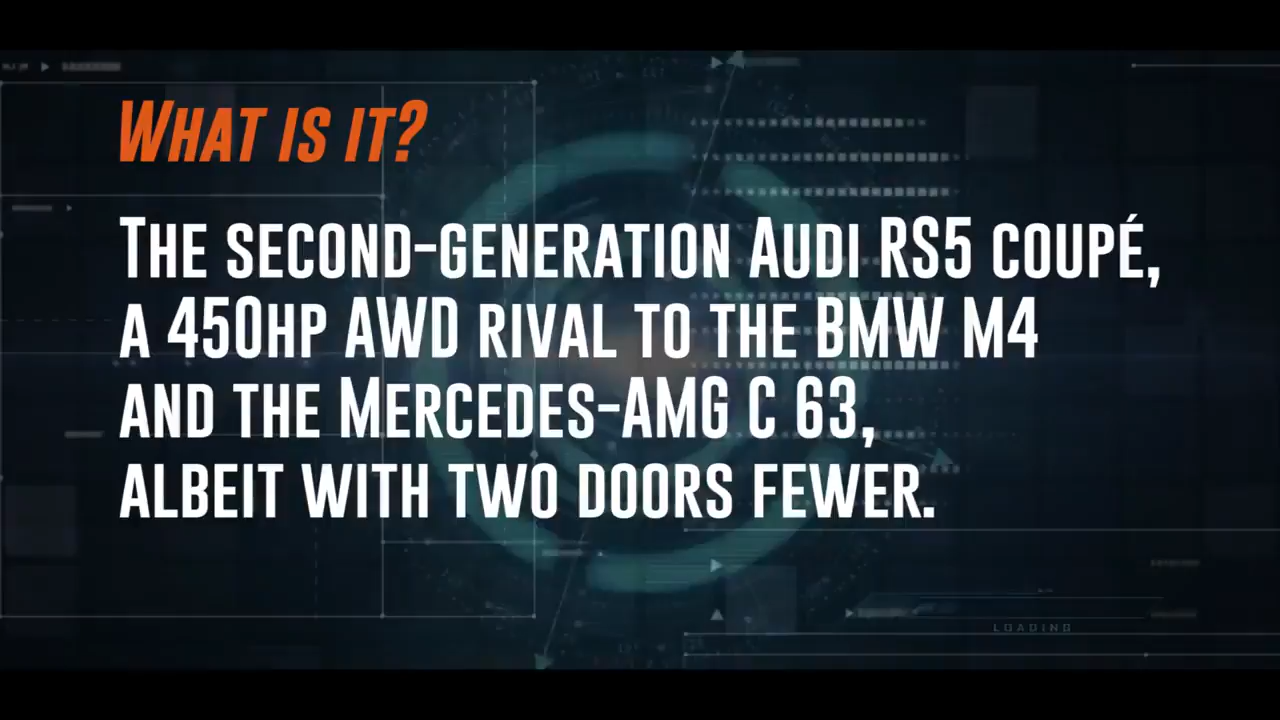 What is it?
The second-generation Audi RS5 coupé,
a 450hp AWD rival to the BMW M4
and the Mercedes-AMG C 63,
albeit with two doors fewer.
LOADING